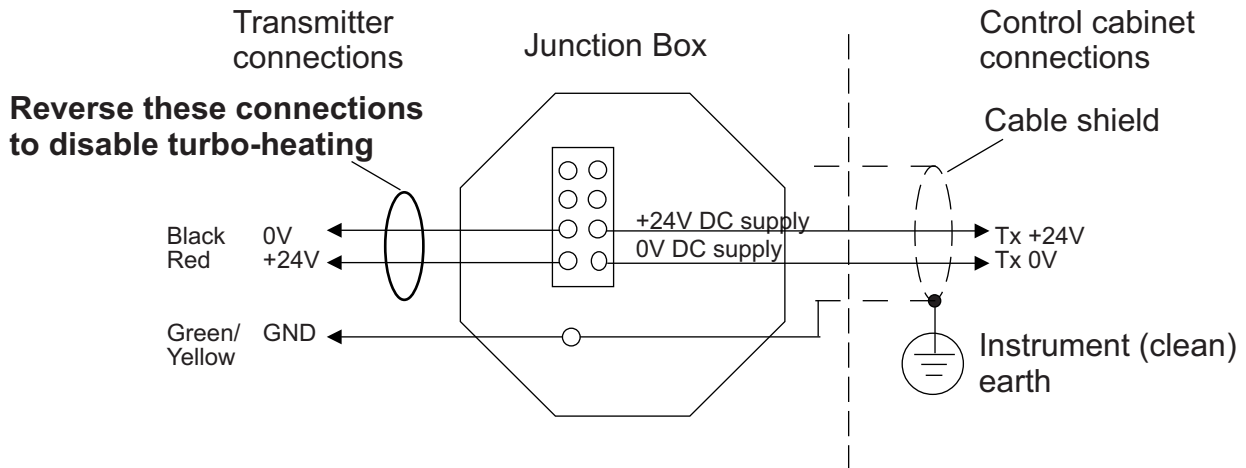 Transmitter
connections
Junction Box
Control cabinet
connections
Reverse these connections
to disable turbo-heating
Cable shield
Black 0V
Red +24V
+24V DC supply
0V DC supply
Tx +24V
Tx 0V
Green/ GND
Yellow
Instrument (clean)
earth